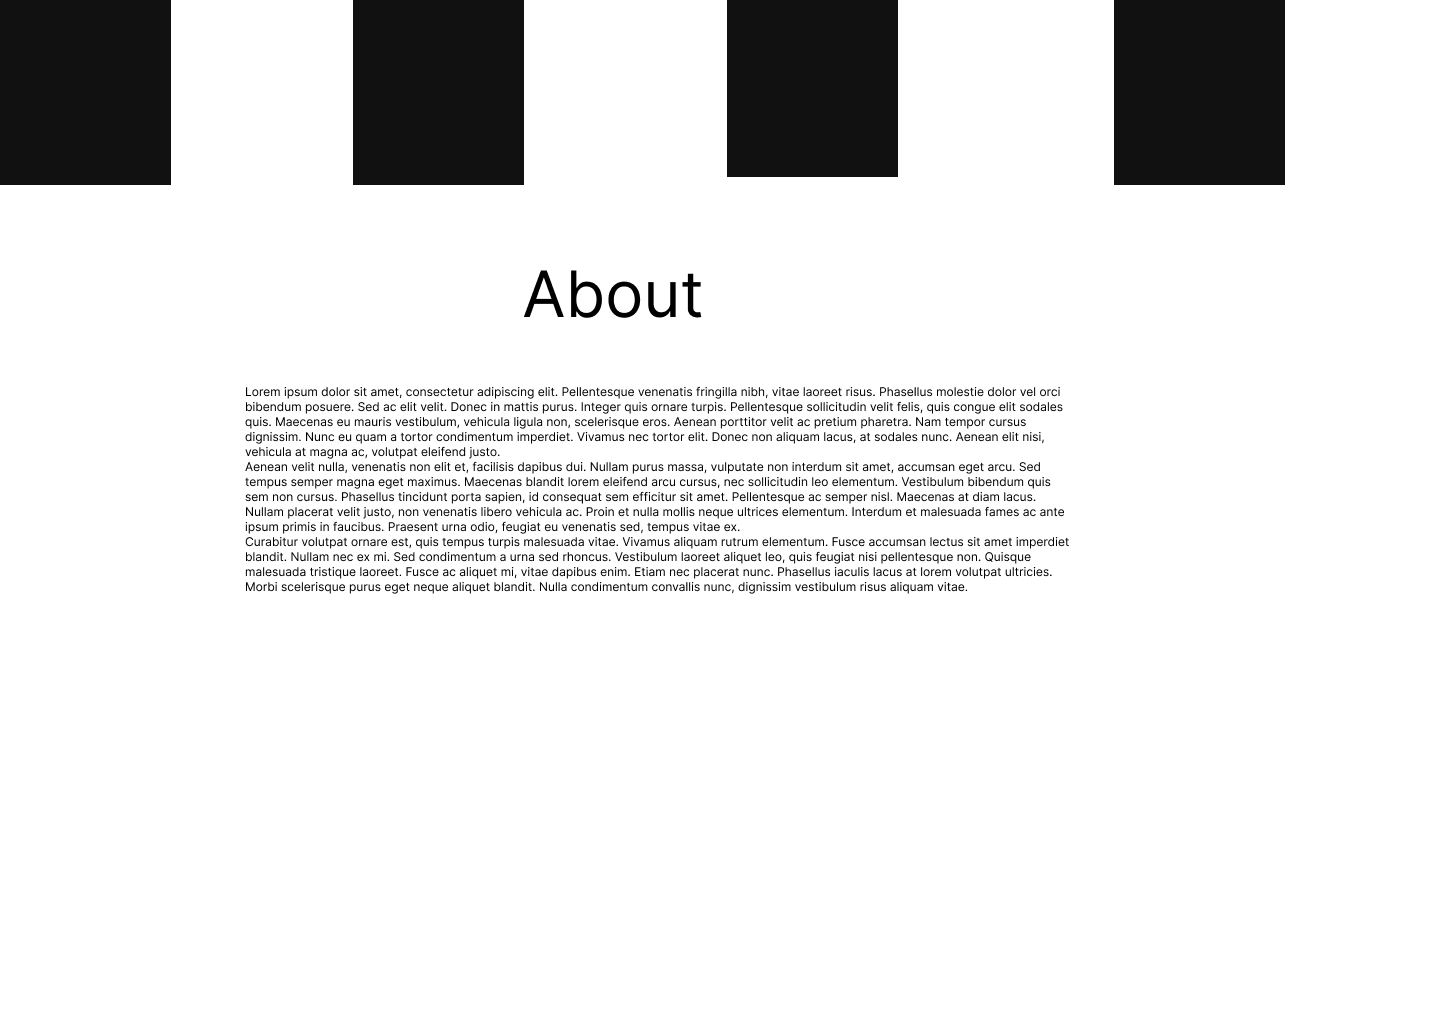 About
Lorem ipsum dolor sit amet, consectetur adipiscing elit. Pellentesque venenatis fringilla nibh, vitae laoreet risus. Phasellus molestie dolor vel orci
bibendum posuere. Sed ac elit velit. Donec in mattis purus. Integer quis ornare turpis. Pellentesque sollicitudin velit felis, quis congue elit sodales
quis. Maecenas eu mauris vestibulum, vehicula ligula non, scelerisque eros. Aenean porttitor velit ac pretium pharetra. Nam tempor cursus
dignissim. Nunc eu quam a tortor condimentum imperdiet. Vivamus nec tortor elit. Donec non aliquam lacus, at sodales nunc. Aenean elit nisi,
vehicula at magna ac, volutpat eleifend justo.
Aenean velit nulla, venenatis non elit et, facilisis dapibus dui. Nullam purus massa, vulputate non interdum sit amet, accumsan eget arcu. Sed
tempus semper magna eget maximus. Maecenas blandit lorem eleifend arcu cursus, nec sollicitudin leo elementum. Vestibulum bibendum quis
sem non cursus. Phasellus tincidunt porta sapien, id consequat sem efficitur sit amet. Pellentesque ac semper nisl. Maecenas at diam lacus.
Nullam placerat velit justo, non venenatis libero vehicula ac. Proin et nulla mollis neque ultrices elementum. Interdum et malesuada fames ac ante
ipsum primis in faucibus. Praesent urna odio, feugiat eu venenatis sed, tempus vitae ex.
Curabitur volutpat ornare est, quis tempus turpis malesuada vitae. Vivamus aliquam rutrum elementum. Fusce accumsan lectus sit amet imperdiet
blandit. Nullam nec ex mi. Sed condimentum a urna sed rhoncus. Vestibulum laoreet aliquet leo, quis feugiat nisi pellentesque non. Quisque
malesuada tristique laoreet. Fusce ac aliquet mi, vitae dapibus enim. Etiam nec placerat nunc. Phasellus iaculis lacus at lorem volutpat ultricies.
Morbi scelerisque purus eget neque aliquet blandit. Nulla condimentum convallis nunc, dignissim vestibulum risus aliquam vitae.